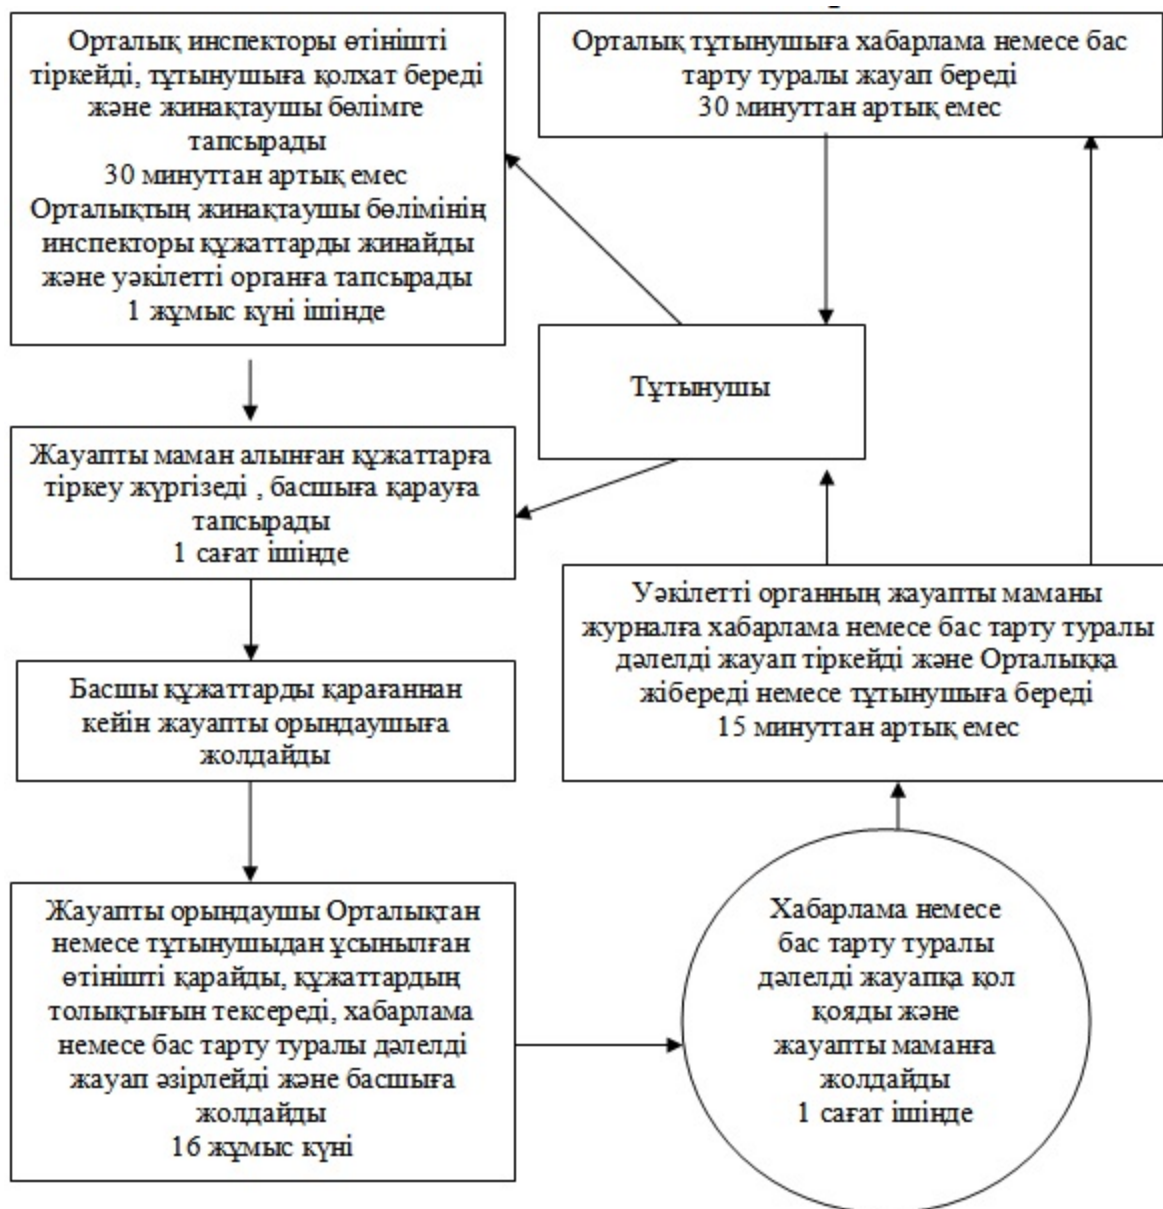 Орталық инспекторы өтінішті
тіркейді, тұтынушыға қолхат береді
және жинақтаушы бөлімге
тапсырады
30 минуттан артық емес
Орталықтың жинақтаушы бөлімінің
инспекторы құжаттарды жинайды
және уәкілетті органға тапсырады
1 жұмыс күні ішінде
Орталық тұтынушыға хабарлама немесе бас
тарту туралы жауап береді
30 минуттан артық емес
Тұтынушы
Жауапты маман алынған құжаттарға
тіркеу жүргізеді , басшыға қарауға
тапсырады
1 сағат ішінде
Басшы құжаттарды қарағаннан
кейін жауапты орындаушыға
жолдайды
Жауапты орындаушы Орталықтан
немесе тұтынушыдан ұсынылған
өтінішті қарайды, құжаттардың
толықтығын тексереді, хабарлама
немесе бас тарту туралы дәлелді
жауап әзірлейді және басшыға
жолдайды
16 жұмыс күні
Хабарлама немесе
бас тарту туралы
дәлелді жауапқа қол
қояды және
жауапты маманға
жолдайды
1 сағат ішінде
Уәкілетті органның жауапты маманы
журналға хабарлама немесе бас тарту туралы
дәлелді жауап тіркейді және Орталыққа
жібереді немесе тұтынушыға береді
15 минуттан артық емес